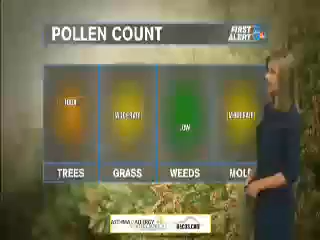 POLLEN COUNT
FIRST
ALERT
HIGH
MODERATE
LOW
MODERATE
TREES
GRASS
WEEDS
MOL